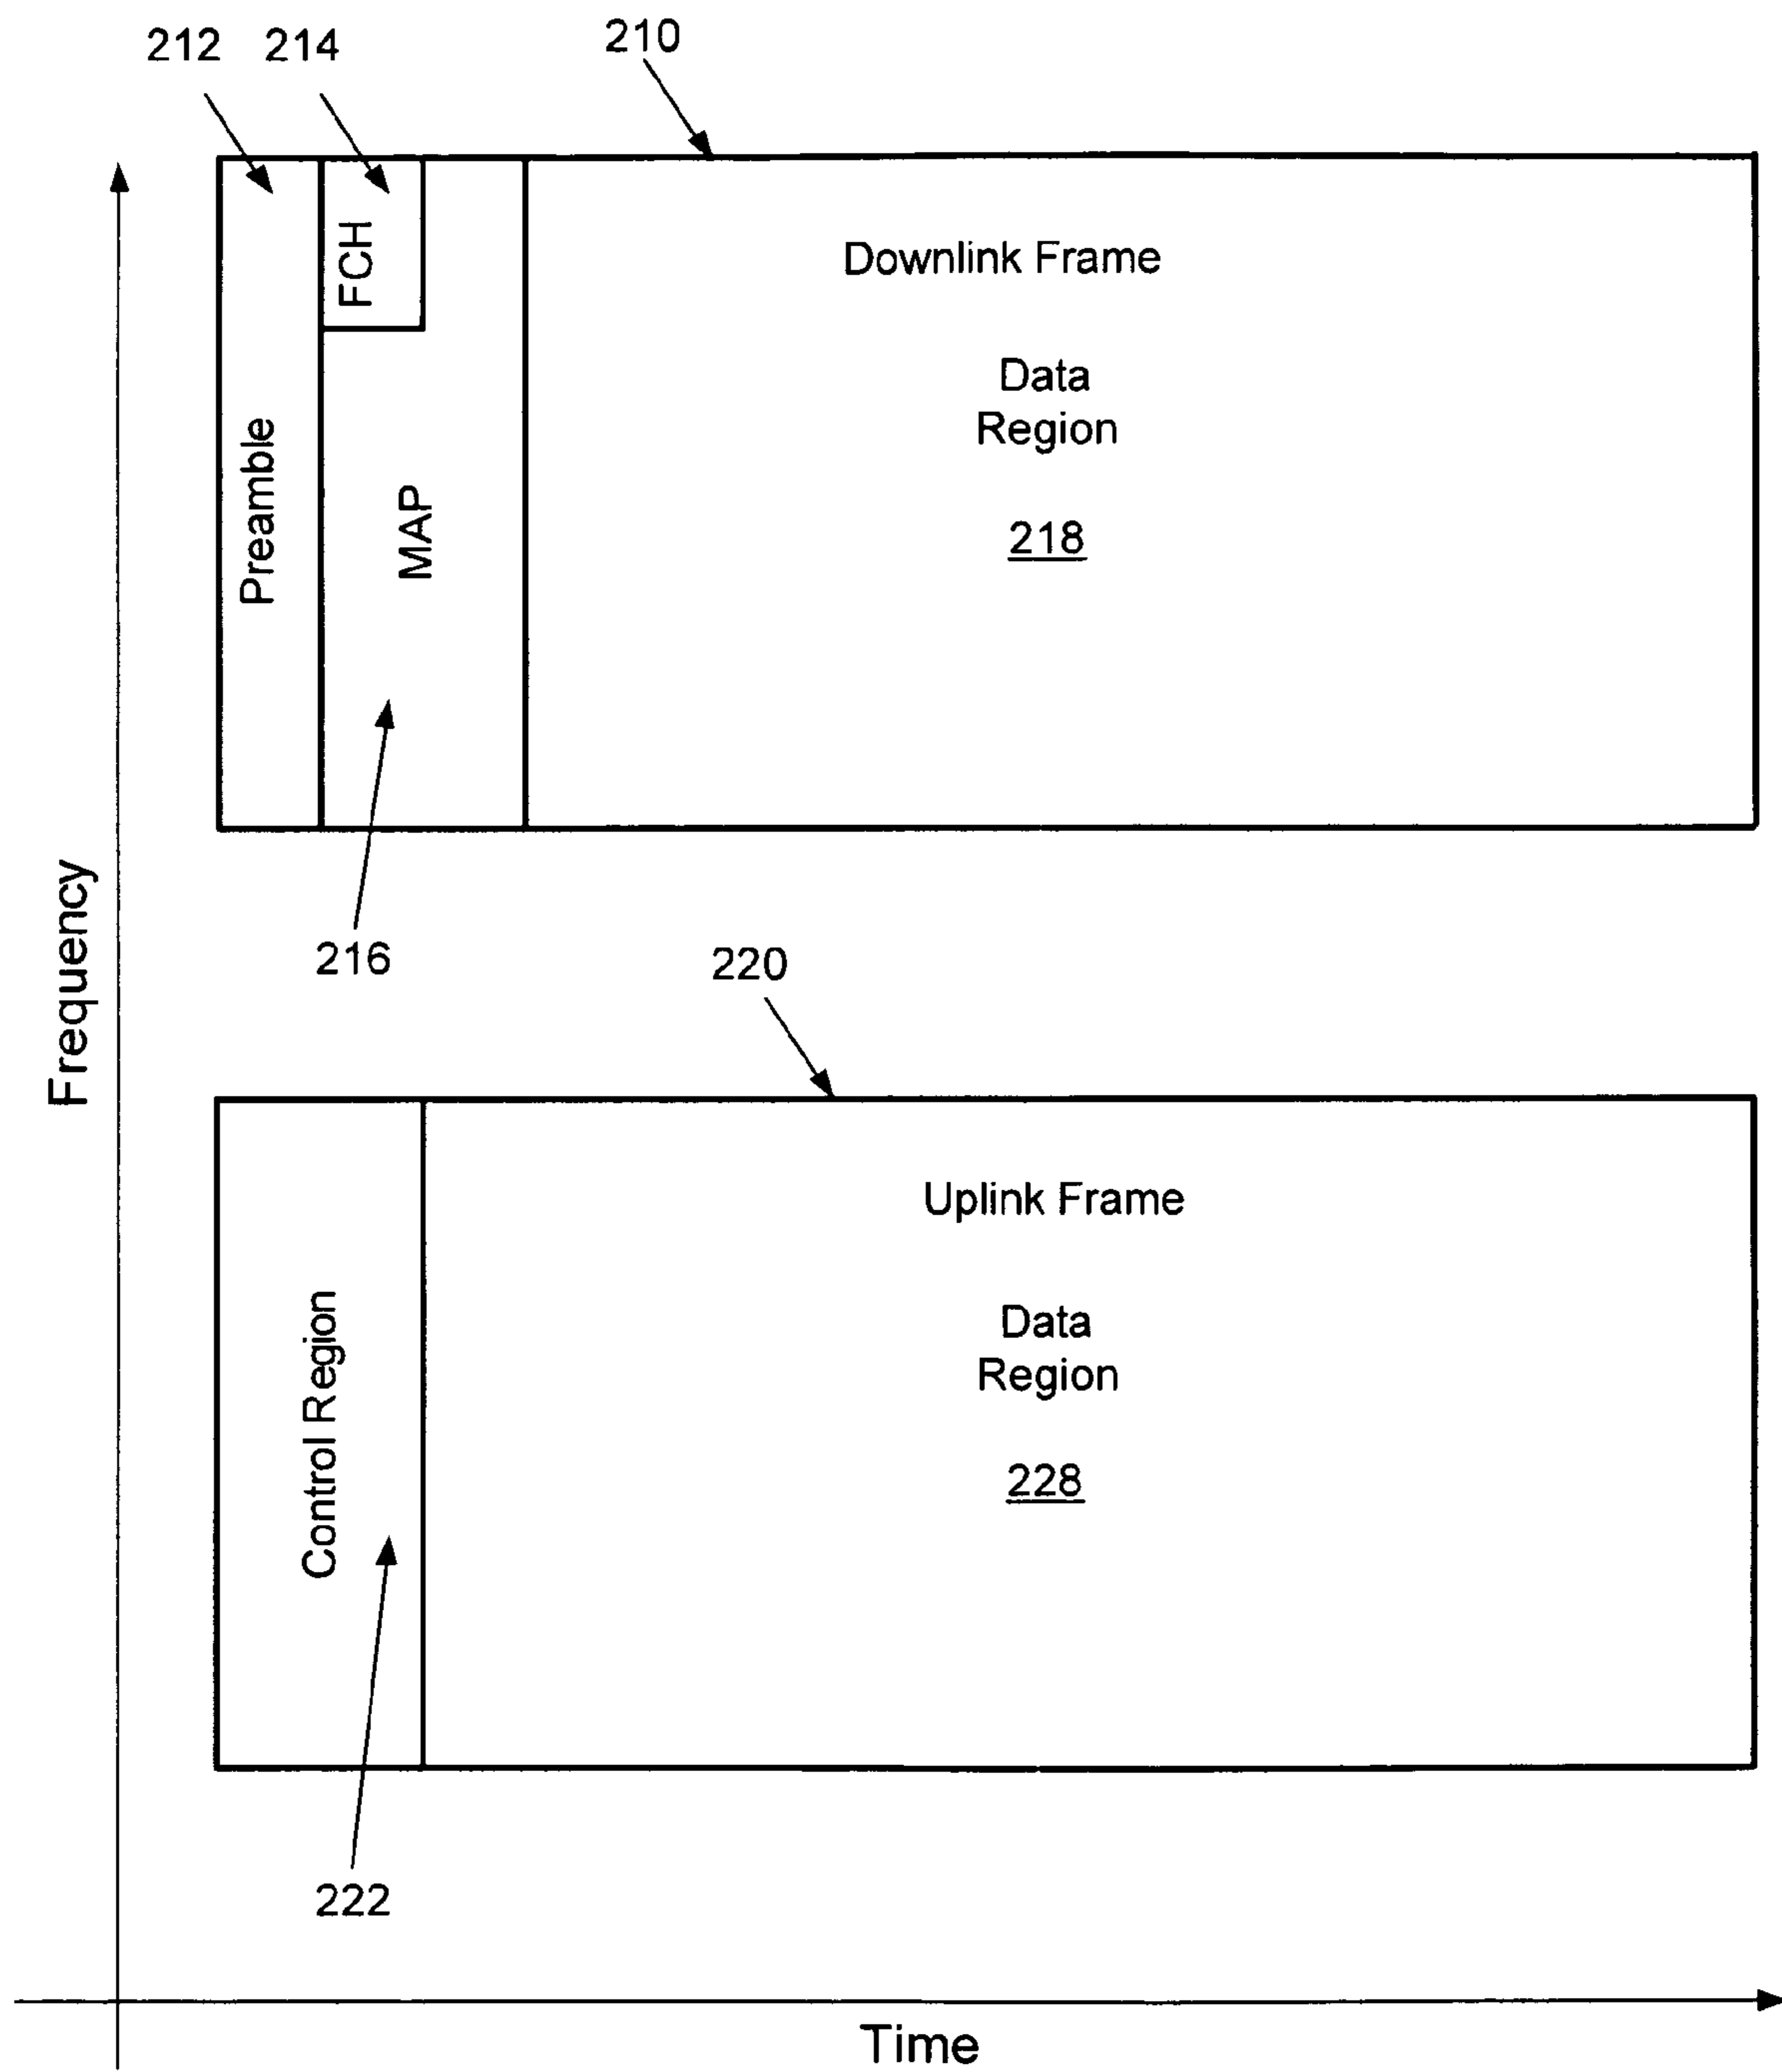 212
214
210
FCH
Downlink Frame
Data
Region
218
Preamble
MAP
216
Frequency
220
Uplink Frame
Data
Region
228
Control Region
222
Time